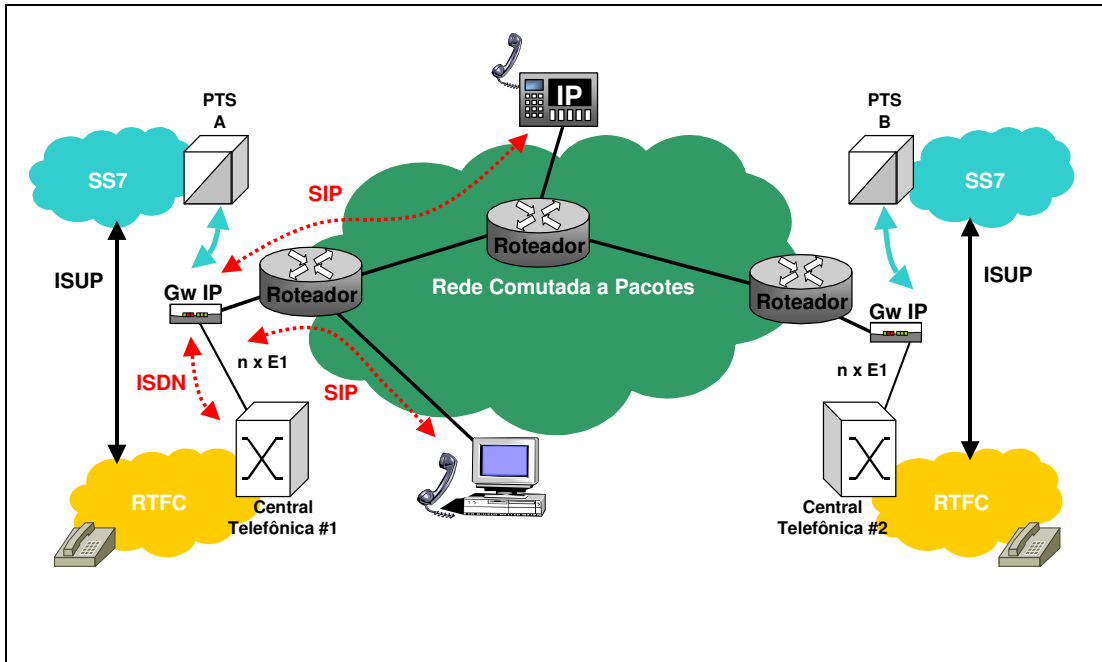 IP
PTS
A
PTS
B
SS7
SS7
SIP
Roteador
ISUP
Gw IP
Roteador
Rede Comutada a Pacotes
Roteador
Gw IP
ISUP
n x E1
ISDN
SIP
n x E1
RTFC
Central
Telefônica #1
Central
Telefônica #2
RTFC